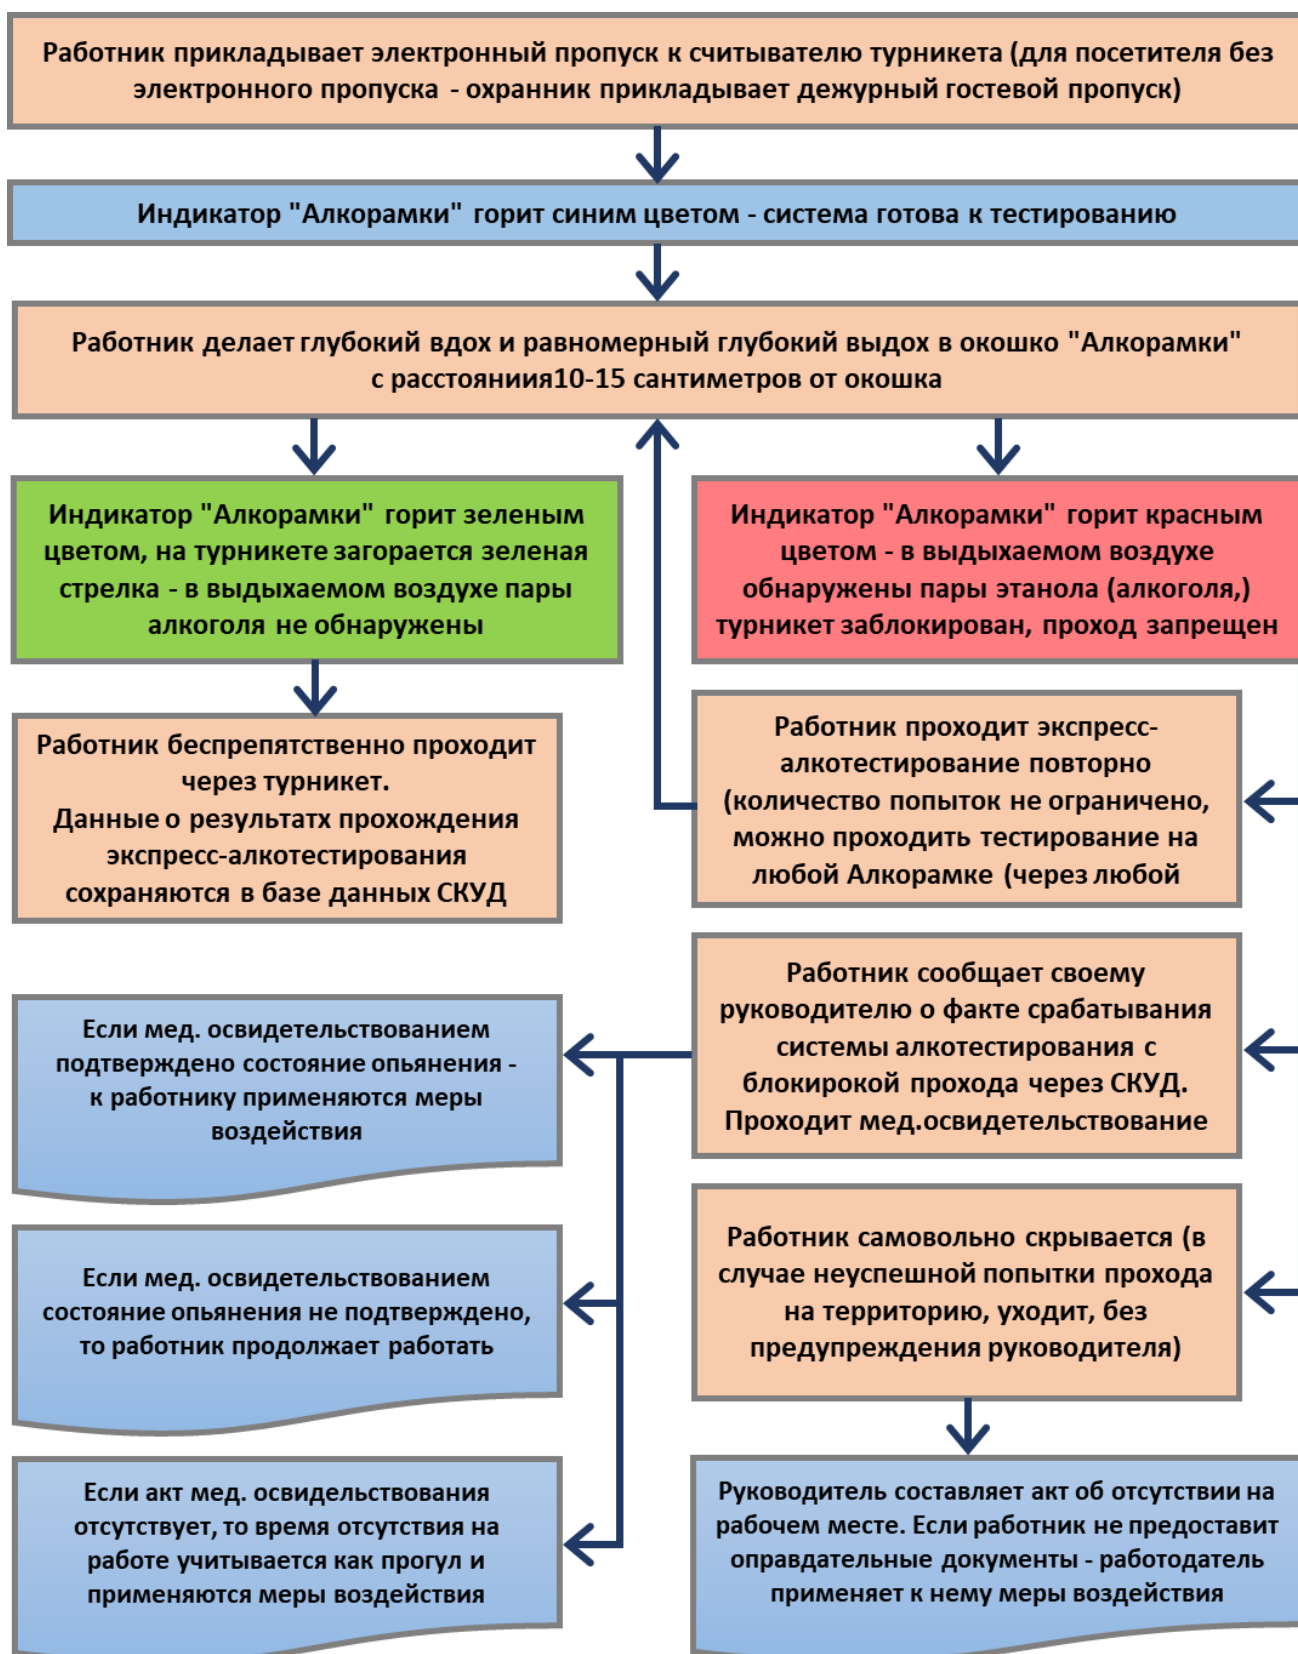 Работник прикладывает электронный пропуск к считывателю турникета (для посетителя без
электронного пропуска - охранник прикладывает дежурный гостевой пропуск)
Индикатор "Алкорамки" горит синим цветом - система готова к тестированию
Работник делает глубокий вдох и равномерный глубокий выдох в окошко "Алкорамки"
с расстояниия10-15 сантиметров от окошка
Индикатор "Алкорамки" горит зеленым
цветом, на турникете загорается зеленая
стрелка - в выдыхаемом воздухе пары
алкоголя не обнаружены
Индикатор "Алкорамки" горит красным
цветом - в выдыхаемом воздухе
обнаружены пары этанола (алкоголя,)
турникет заблокирован, проход запрещен
Работник беспрепятственно проходит
через турникет.
Данные о результатх прохождения
экспресс-алкотестирования
сохраняются в базе данных СКУД
Работник проходит экспресс-
алкотестирование повторно
(количество попыток не ограничено,
можно проходить тестирование на
любой Алкорамке (через любой
Работник сообщает своему
руководителю о факте срабатывания
системы алкотестирования с
блокирокой прохода через СКУД.
Проходит мед.освидетельствование
Если мед. освидетельствованием
подтверждено состояние опьянения -
к работнику применяются меры
воздействия
Если мед. освидетельствованием
состояние опьянения не подтверждено,
то работник продолжает работать
Работник самовольно скрывается (в
случае неуспешной попытки прохода
на территорию, уходит, без
предупреждения руководителя)
Если акт мед. освидельствования
отсутствует, то время отсутствия на
работе учитывается как прогул и
применяются меры воздействия
Руководитель составляет акт об отсутствии на
рабочем месте. Если работник не предоставит
оправдательные документы - работодатель
применяет к нему меры воздействия